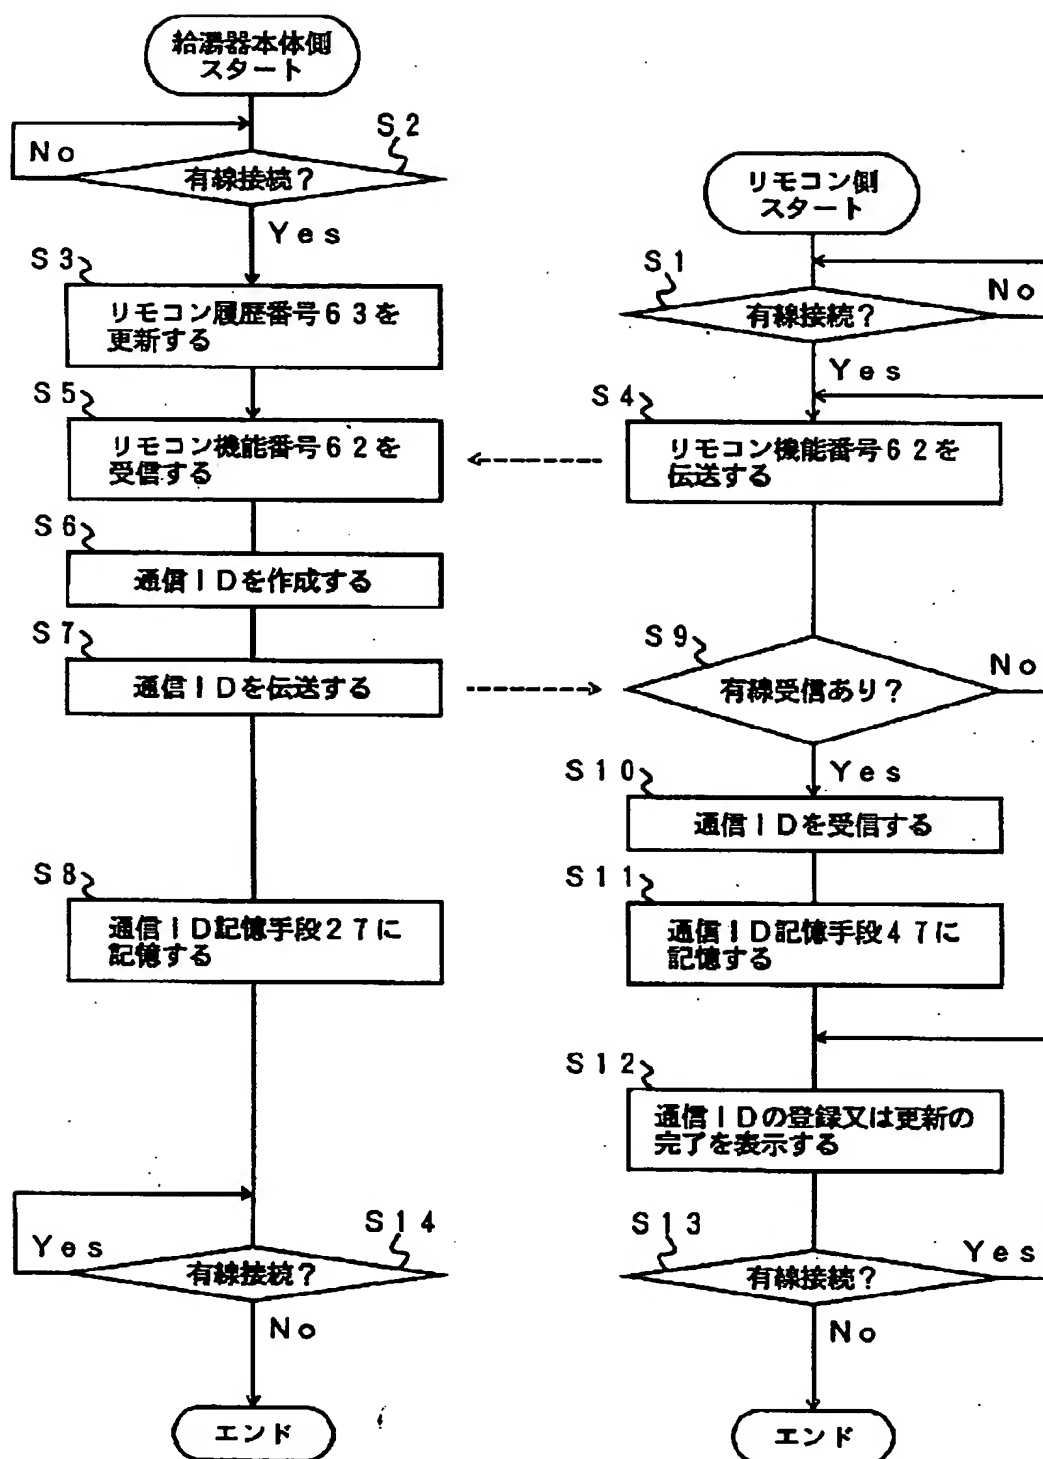 給湯器本体側
スタート
S2
No
有線接続?
Yes
S3
リモコン履歴番号63を
更新する
S5
リモコン機能番号62を
受信する
S6
通信IDを作成する
S7
通信IDを伝送する
S8
通信ID記憶手段27に
記憶する
Yes
S14
有線接続?
No
エンド
リモコン側
スタート
S1
No
有線接続?
Yes
S4
リモコン機能番号62を
伝送する
S9
No
有線受信あり?
Yes
S10
通信IDを受信する
S11
通信ID記憶手段47に
記憶する
S12
通信IDの登録又は更新の
完了を表示する
S13
Yes
有線接続?
No
エンド